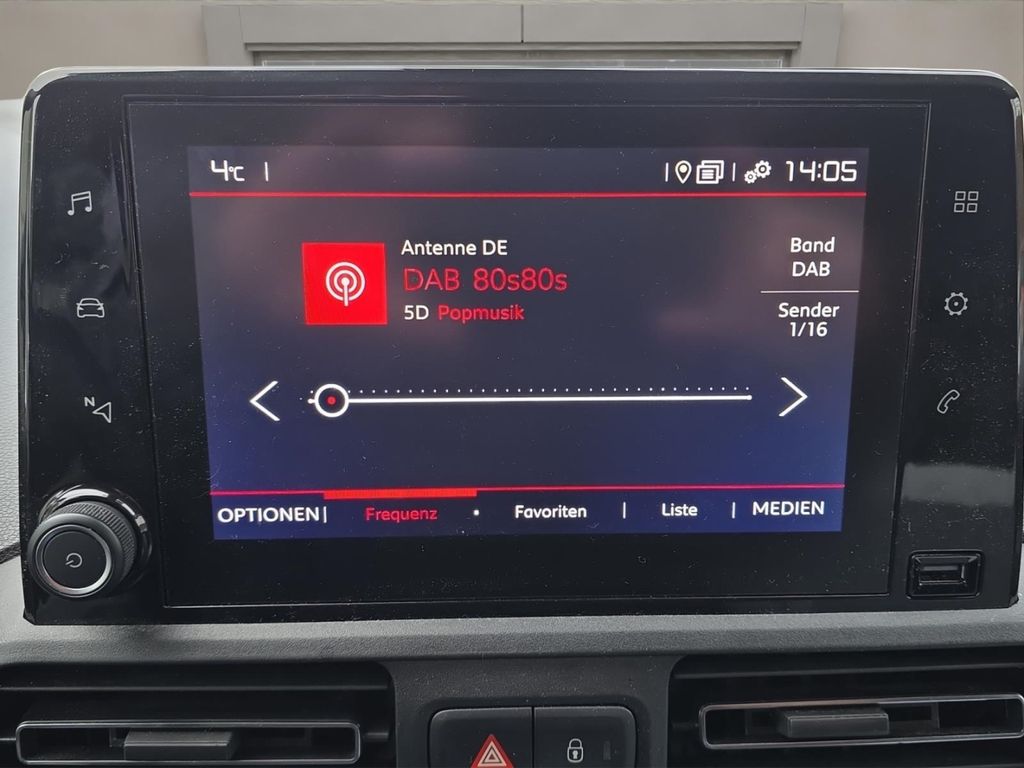 4°C
14:05
Antenne DE
DAB 80s80s
5D Popmusik
Band
DAB
Sender
1/16
N
OPTIONEN | Frequenz • Favoriten | Liste | MEDIEN